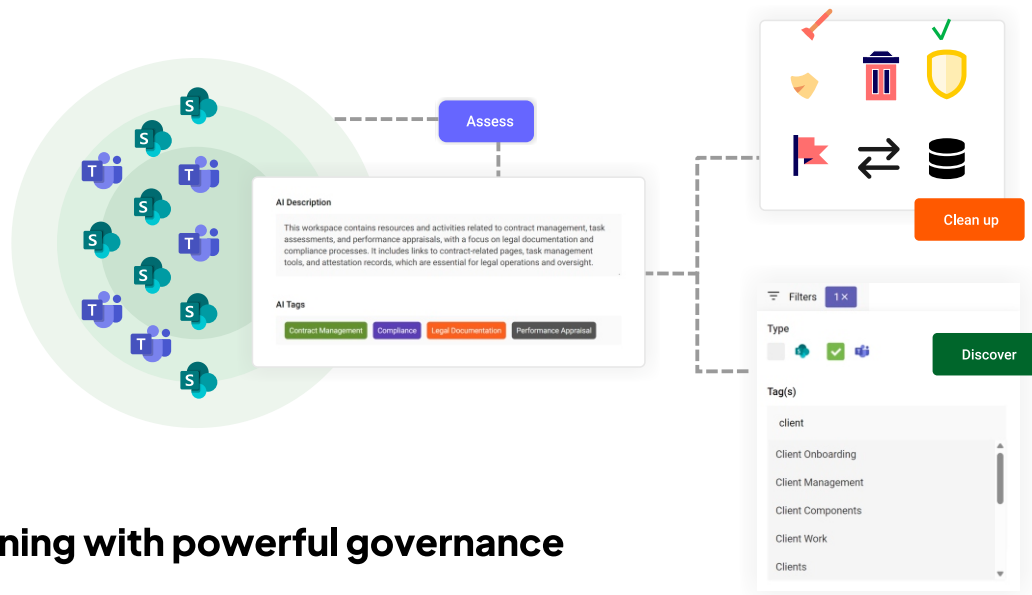 Assess
AI Description
This workspace contains resources and activities related to contract management, task
assessments, and performance appraisals, with a focus on legal documentation and
compliance processes. It includes links to contract-related pages, task management
tools, and attestation records, which are essential for legal operations and oversight.
AI Tags
Contract Management Compliance Legal Documentation Performance Appraisal
S
S
T
T
S
S
T
S
T
S
T
S
Clean up
Filters 1 ×
Type
Discover
Tag(s)
client
Client Onboarding
Client Management
Client Components
Client Work
Clients
ning with powerful governance